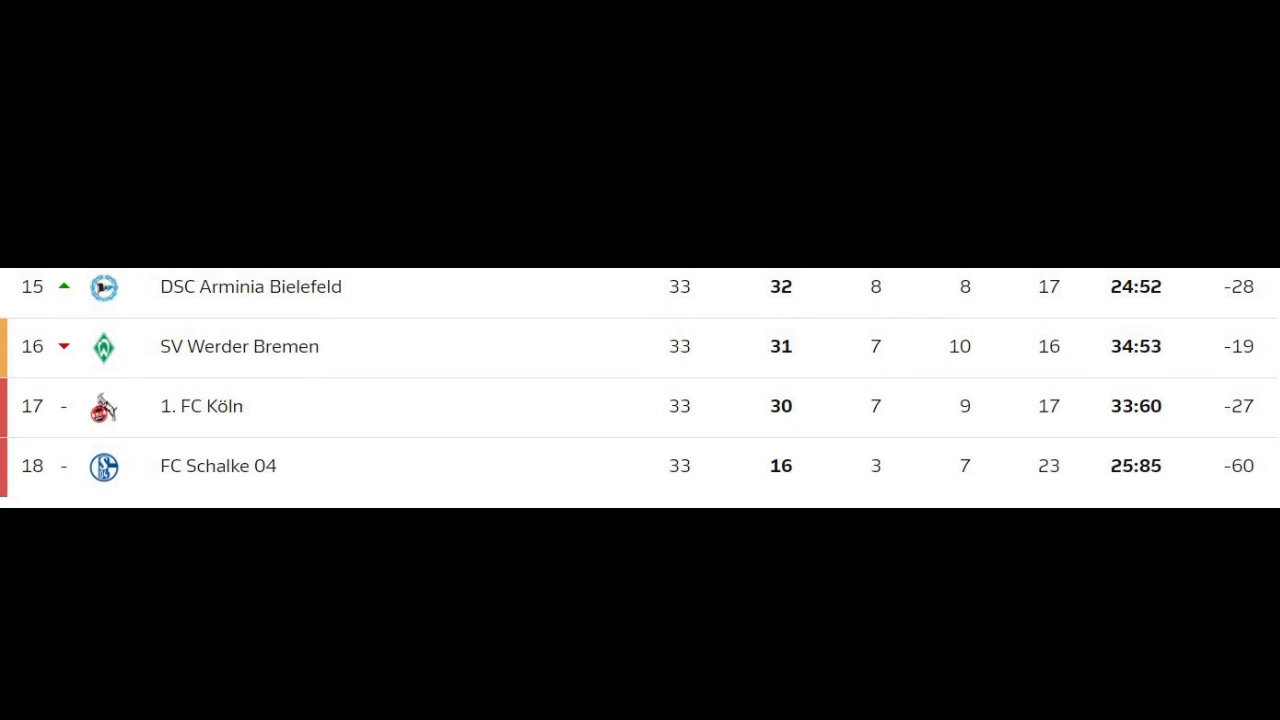 15 DSC Arminia Bielefeld 33 32 8 8 17 24:52 -28
16 SV Werder Bremen 33 31 7 10 16 34:53 -19
17 - 1. FC Köln 33 30 7 9 17 33:60 -27
18 - FC Schalke 04 33 16 3 7 23 25:85 -60